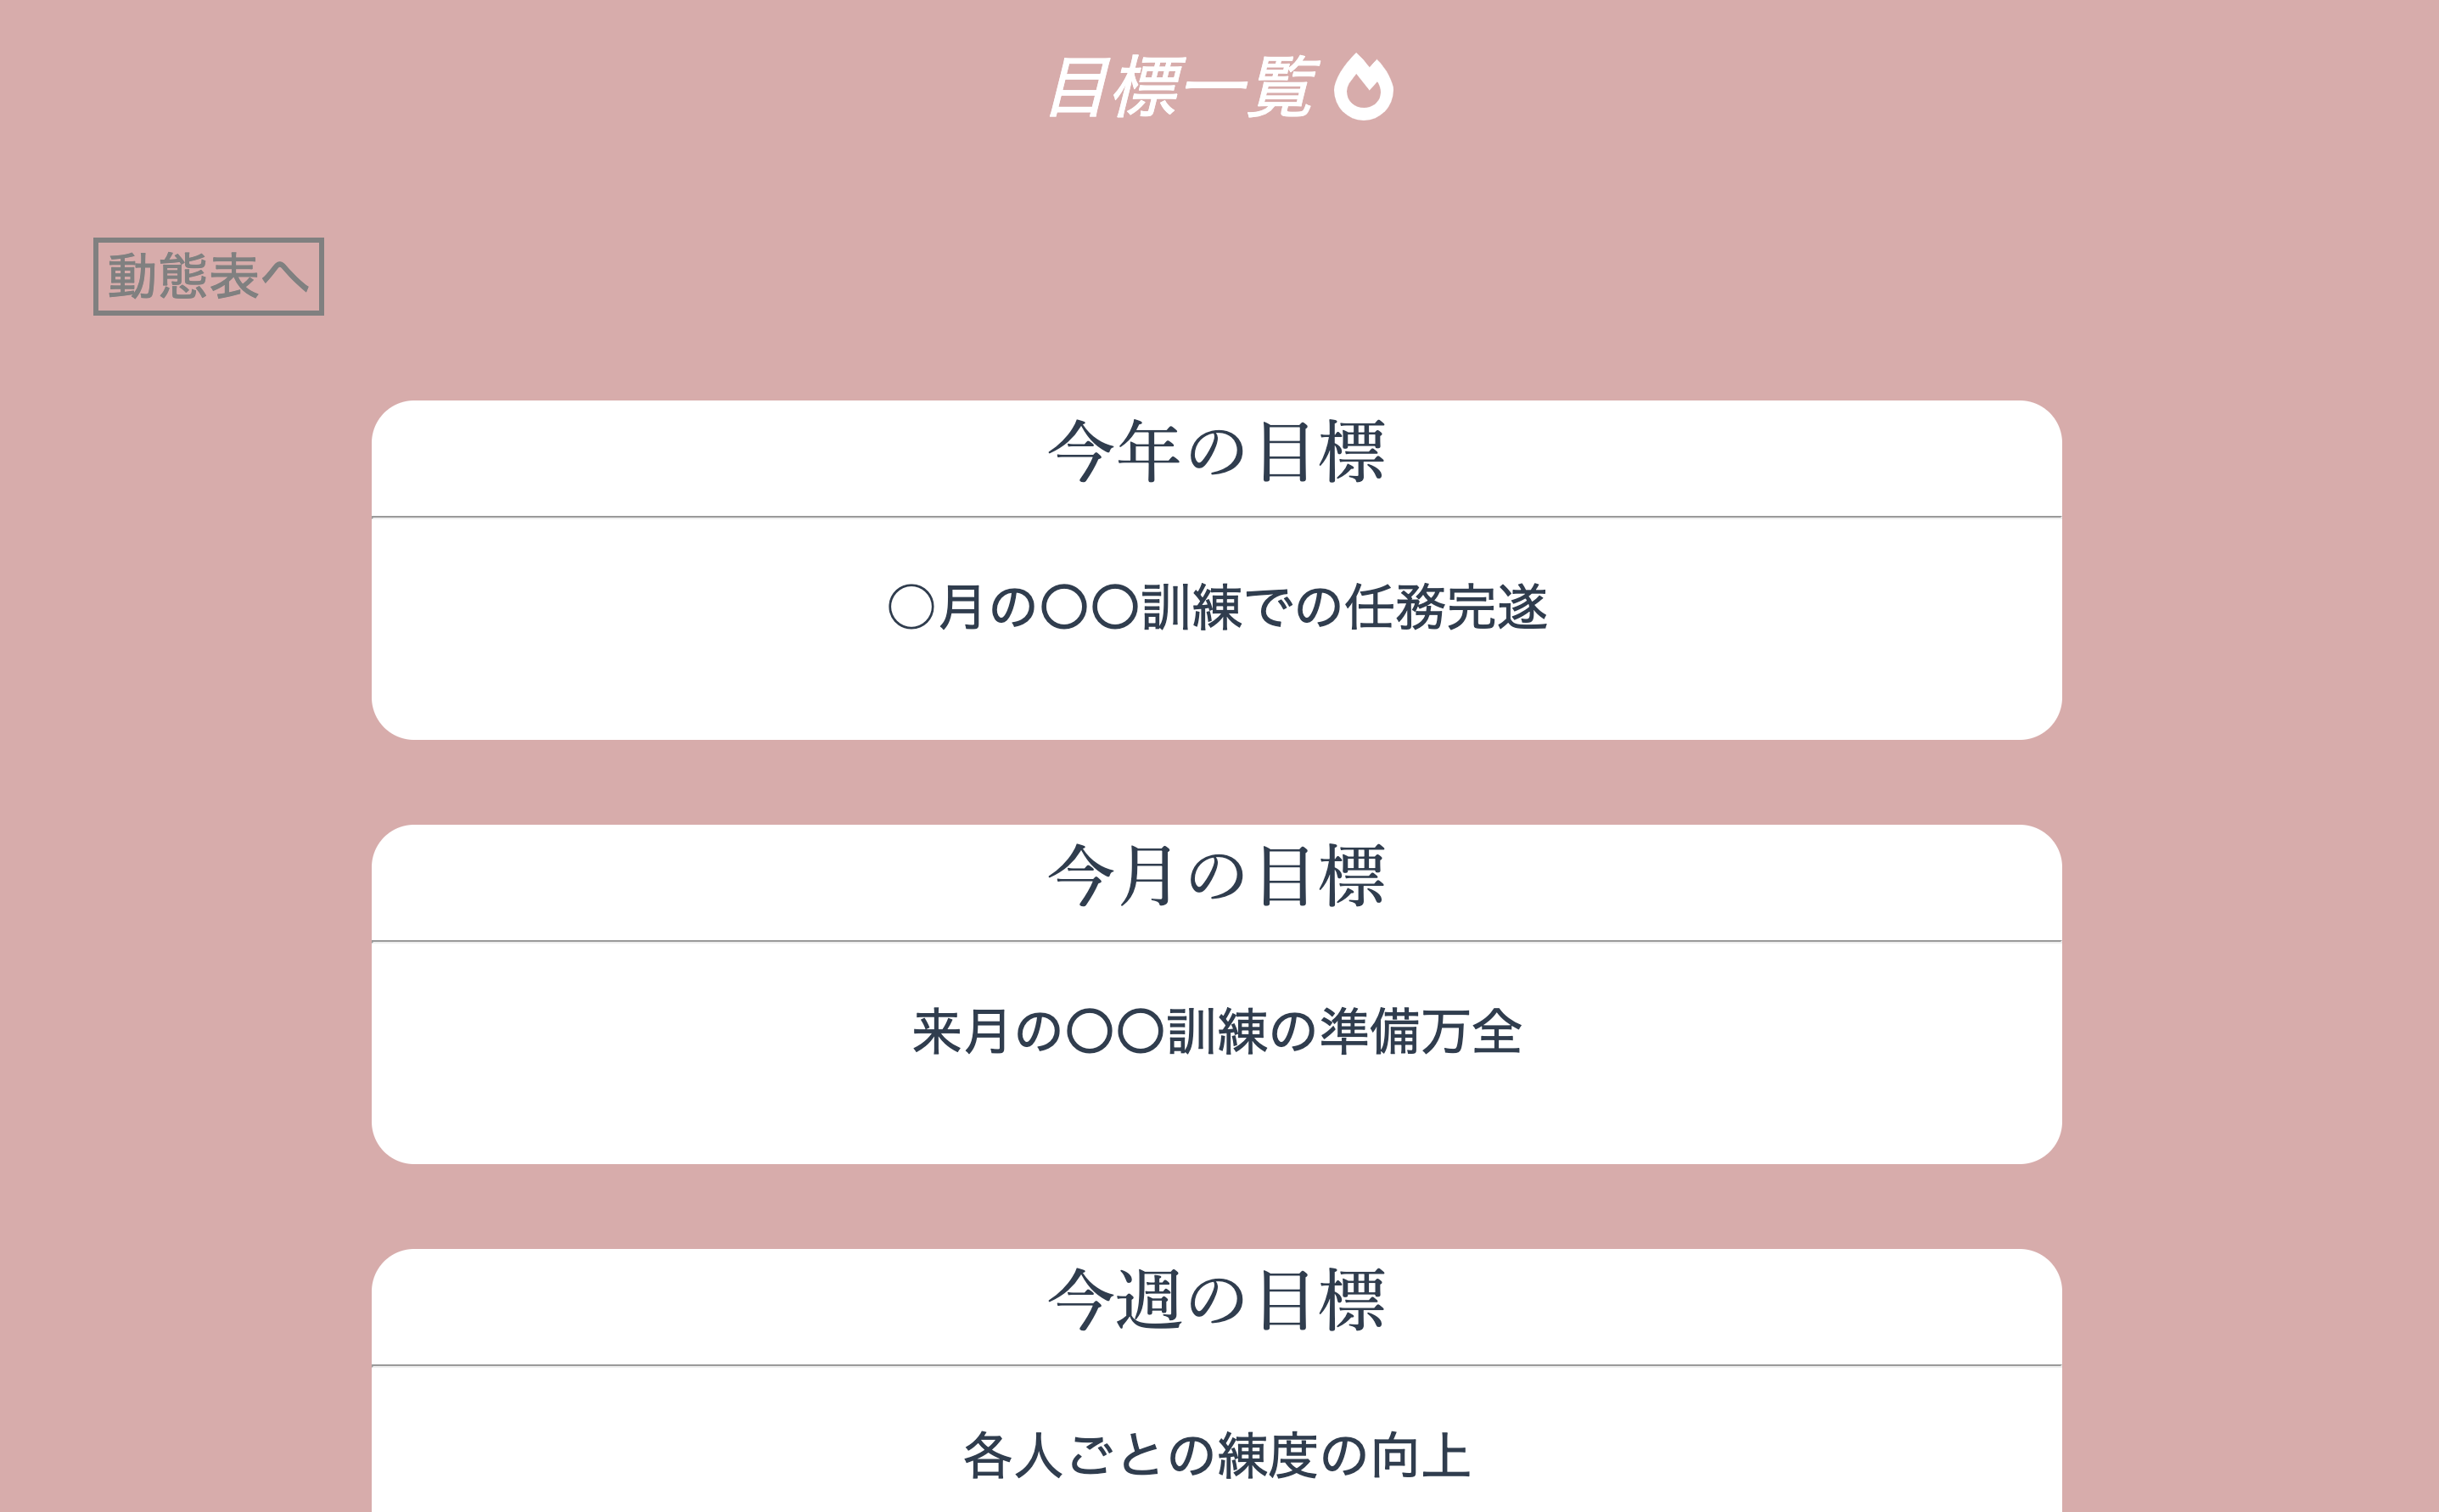 目標一覧
動態表へ
今年の目標
◯月の〇〇訓練での任務完遂
今月の目標
来月の〇〇訓練の準備万全
今週の目標
各人ごとの練度の向上